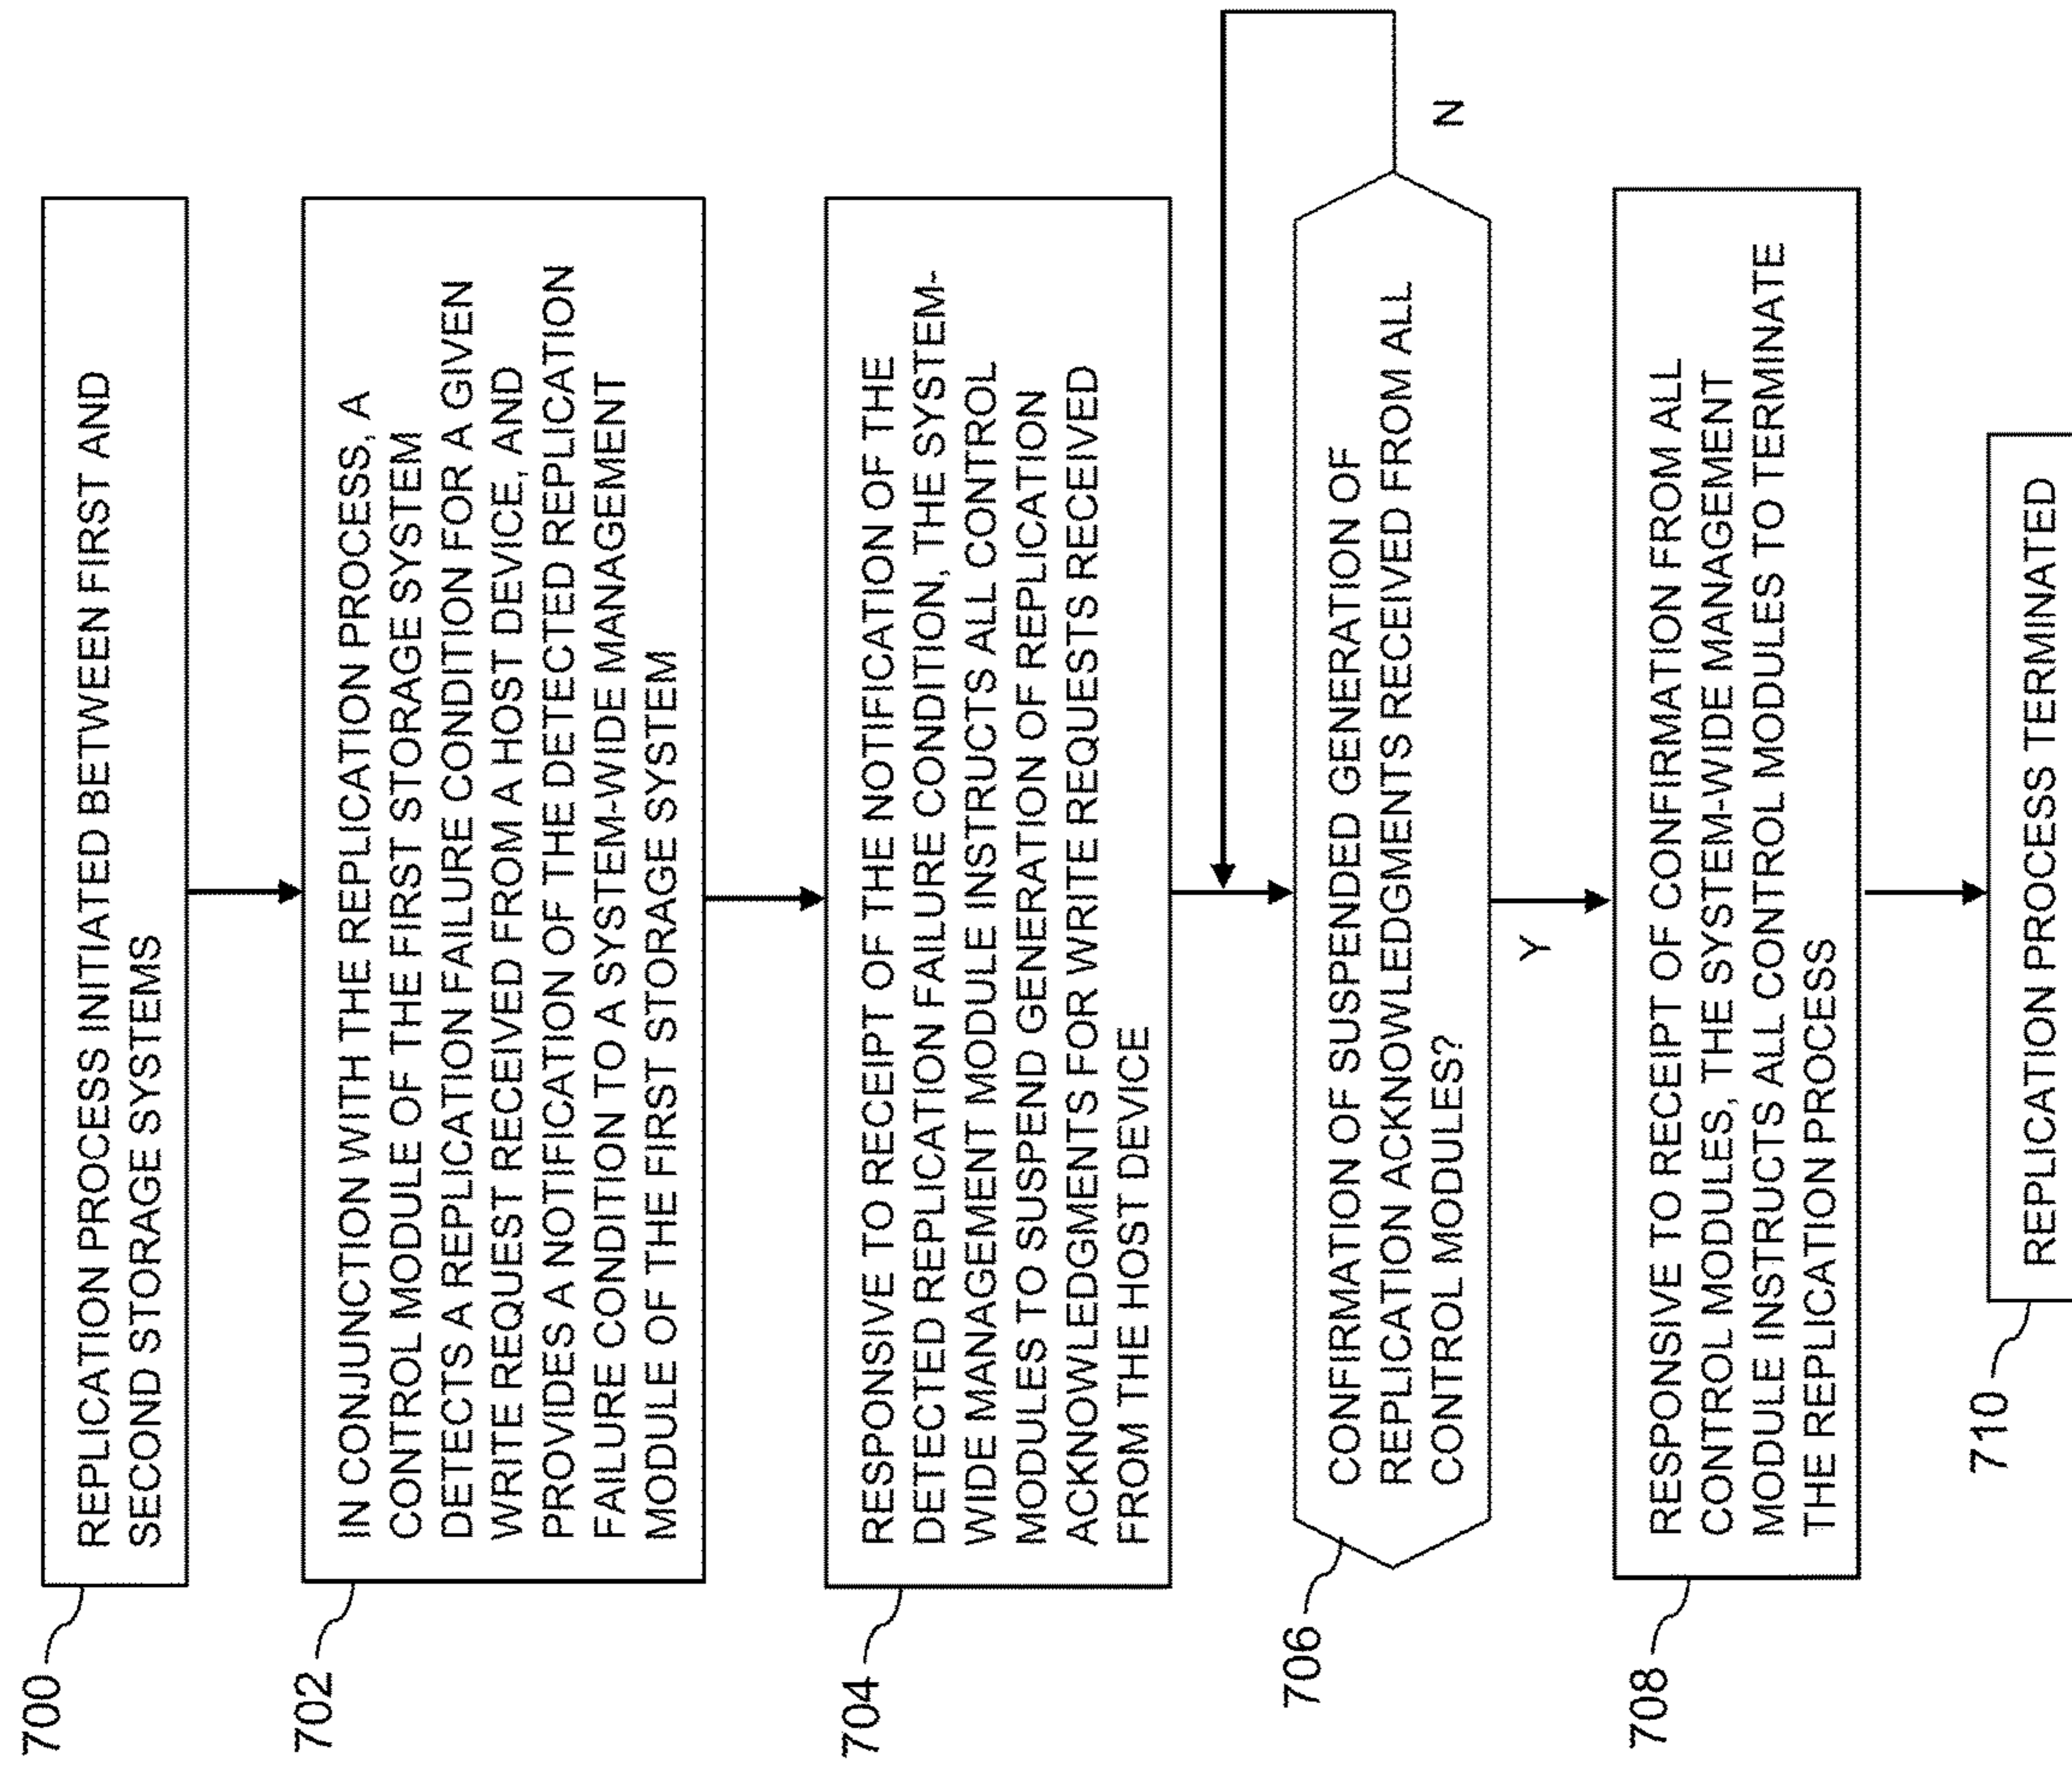 700
REPLICATION PROCESS INITIATED BETWEEN FIRST AND
SECOND STORAGE SYSTEMS
702
IN CONJUNCTION WITH THE REPLICATION PROCESS, A
CONTROL MODULE OF THE FIRST STORAGE SYSTEM
DETECTS A REPLICATION FAILURE CONDITION FOR A GIVEN
WRITE REQUEST RECEIVED FROM A HOST DEVICE, AND
PROVIDES A NOTIFICATION OF THE DETECTED REPLICATION
FAILURE CONDITION TO A SYSTEM-WIDE MANAGEMENT
MODULE OF THE FIRST STORAGE SYSTEM
704
RESPONSIVE TO RECEIPT OF THE NOTIFICATION OF THE
DETECTED REPLICATION FAILURE CONDITION, THE SYSTEM-
WIDE MANAGEMENT MODULE INSTRUCTS ALL CONTROL
MODULES TO SUSPEND GENERATION OF REPLICATION
ACKNOWLEDGMENTS FOR WRITE REQUESTS RECEIVED
FROM THE HOST DEVICE
706
CONFIRMATION OF SUSPENDED GENERATION OF
REPLICATION ACKNOWLEDGMENTS RECEIVED FROM ALL
CONTROL MODULES?
N
Y
708
RESPONSIVE TO RECEIPT OF CONFIRMATION FROM ALL
CONTROL MODULES, THE SYSTEM-WIDE MANAGEMENT
MODULE INSTRUCTS ALL CONTROL MODULES TO TERMINATE
THE REPLICATION PROCESS
710
REPLICATION PROCESS TERMINATED